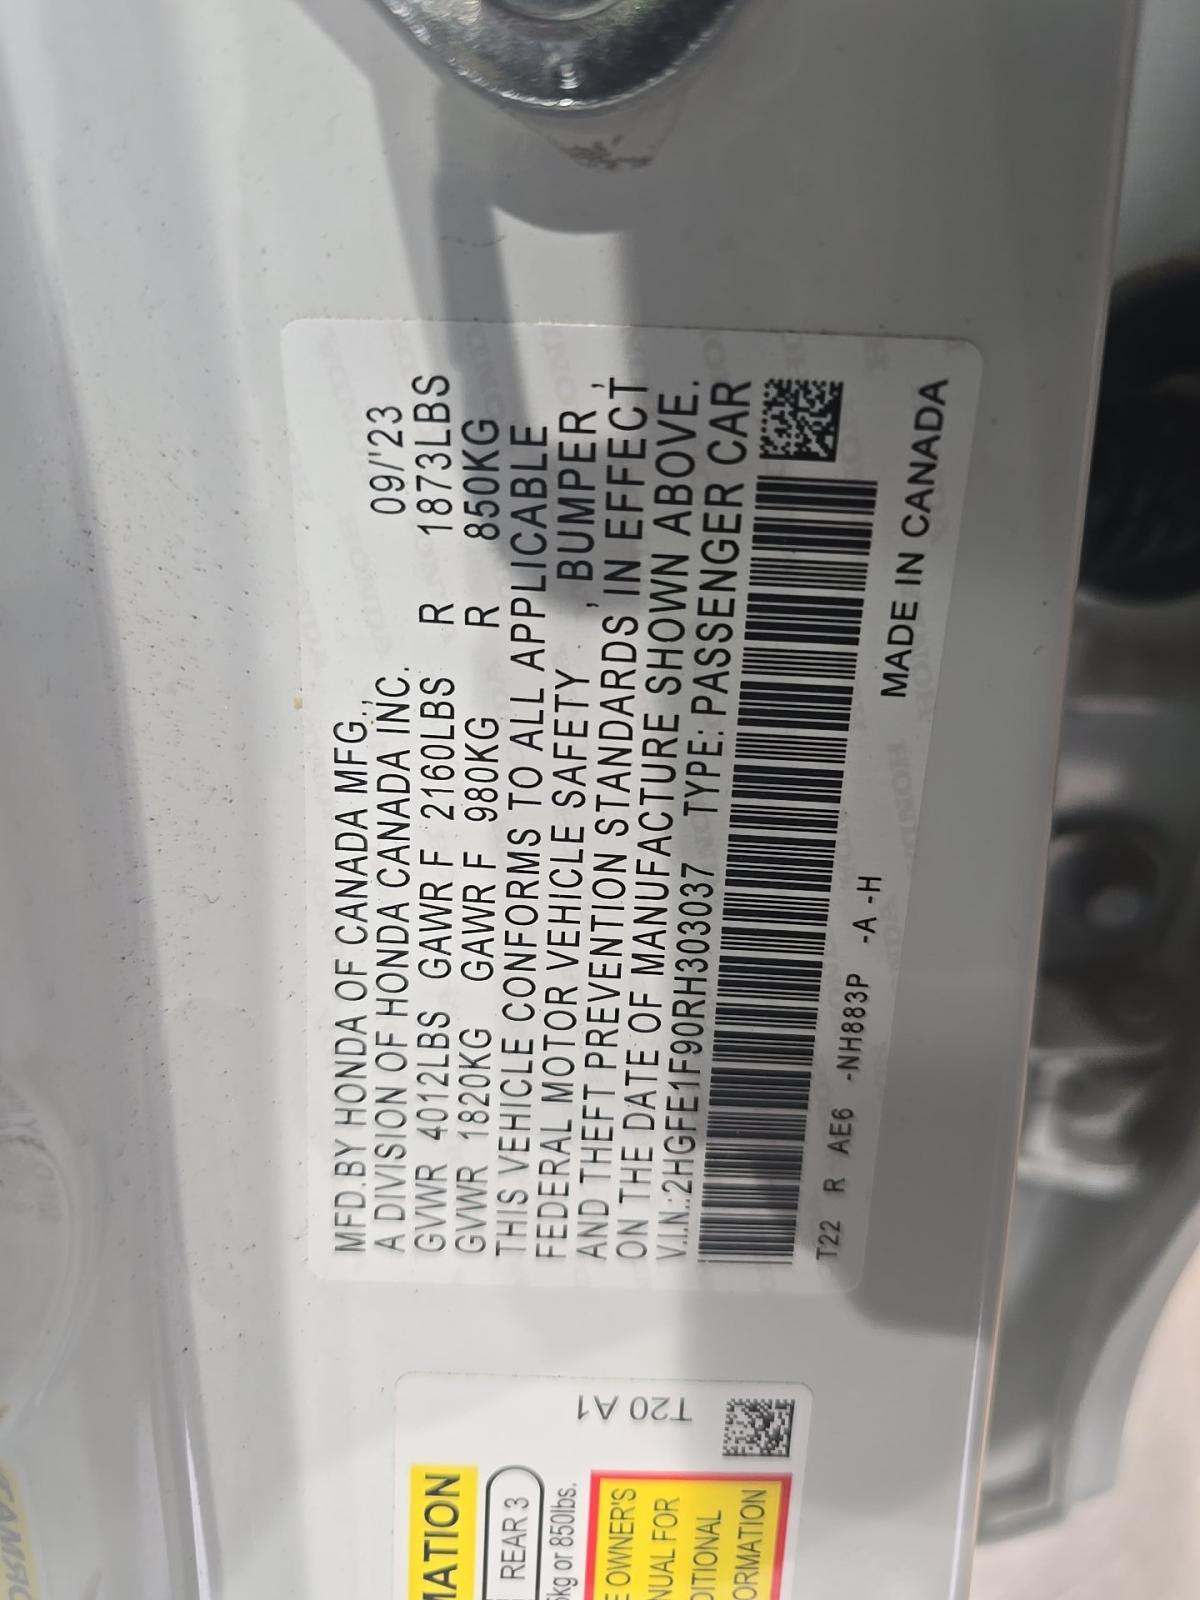 MFD.BY HONDA OF CANADA MFG.,
A DIVISION OF HONDA CANADA INC. 09/'23
GVWR 4012LBS GAWR F 2160LBS R 1873LBS
GVWR 1820KG GAWR F 980KG R 850KG
THIS VEHICLE CONFORMS TO ALL APPLICABLE
FEDERAL MOTOR VEHICLE SAFETY , BUMPER ,
AND THEFT PREVENTION STANDARDS IN EFFECT
ON THE DATE OF MANUFACTURE SHOWN ABOVE.
V.I.N.:2HGFE1F90RH303037 TYPE:PASSENGER CAR
T22 R AE6 -NH883P -A -H
MADE IN CANADA
T20 A1
MATION
REAR 3
kg or 850lbs.
E OWNER'S
NUAL FOR
DITIONAL
ORMATION